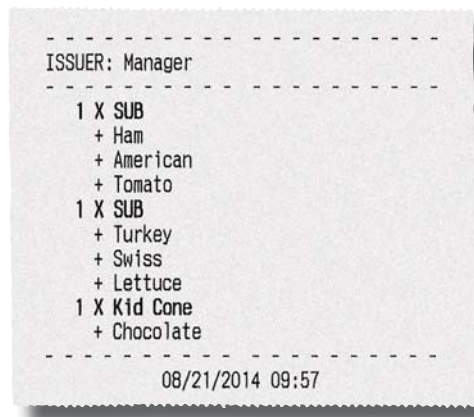 ISSUER: Manager
1 X SUB
+ Ham
+ American
+ Tomato
1 X SUB
+ Turkey
+ Swiss
+ Lettuce
1 X Kid Cone
+ Chocolate
08/21/2014 09:57